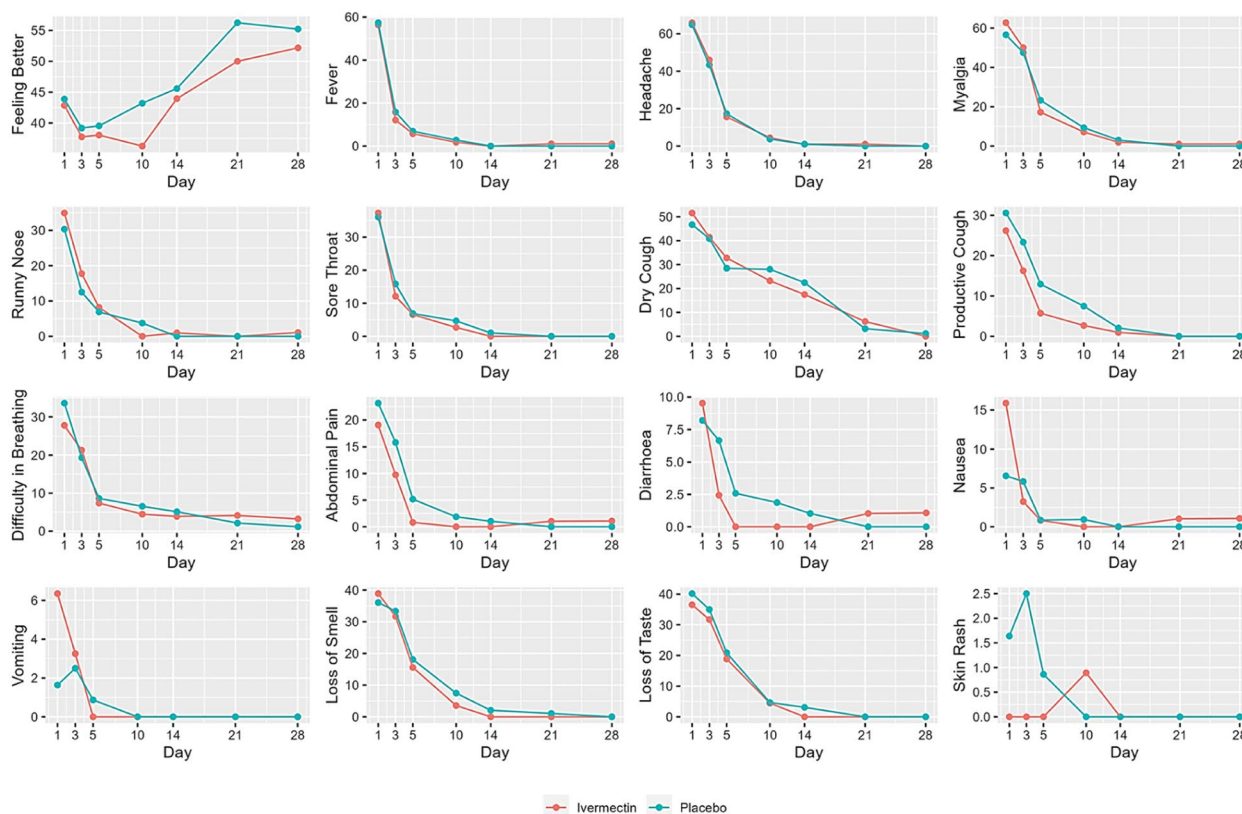 Feeling Better
55
50
45
40
1 3 5 10 14 21 28
Day
Fever
60
40
20
0
1 3 5 10 14 21 28
Day
Headache
60
40
20
0
1 3 5 10 14 21 28
Day
Myalgia
60
40
20
0
1 3 5 10 14 21 28
Day
Runny Nose
30
20
10
0
1 3 5 10 14 21 28
Day
Sore Throat
30
20
10
0
1 3 5 10 14 21 28
Day
Dry Cough
50
40
30
20
10
0
1 3 5 10 14 21 28
Day
Productive Cough
30
20
10
0
1 3 5 10 14 21 28
Day
Difficulty in Breathing
30
20
10
0
1 3 5 10 14 21 28
Day
Abdominal Pain
20
15
10
5
0
1 3 5 10 14 21 28
Day
Diarrhoea
10.0
7.5
5.0
2.5
0.0
1 3 5 10 14 21 28
Day
Nausea
15
10
5
0
1 3 5 10 14 21 28
Day
Vomiting
6
4
2
0
1 3 5 10 14 21 28
Day
Loss of Smell
40
30
20
10
0
1 3 5 10 14 21 28
Day
Loss of Taste
40
30
20
10
0
1 3 5 10 14 21 28
Day
Skin Rash
2.5
2.0
1.5
1.0
0.5
0.0
1 3 5 10 14 21 28
Day
Ivermectin Placebo